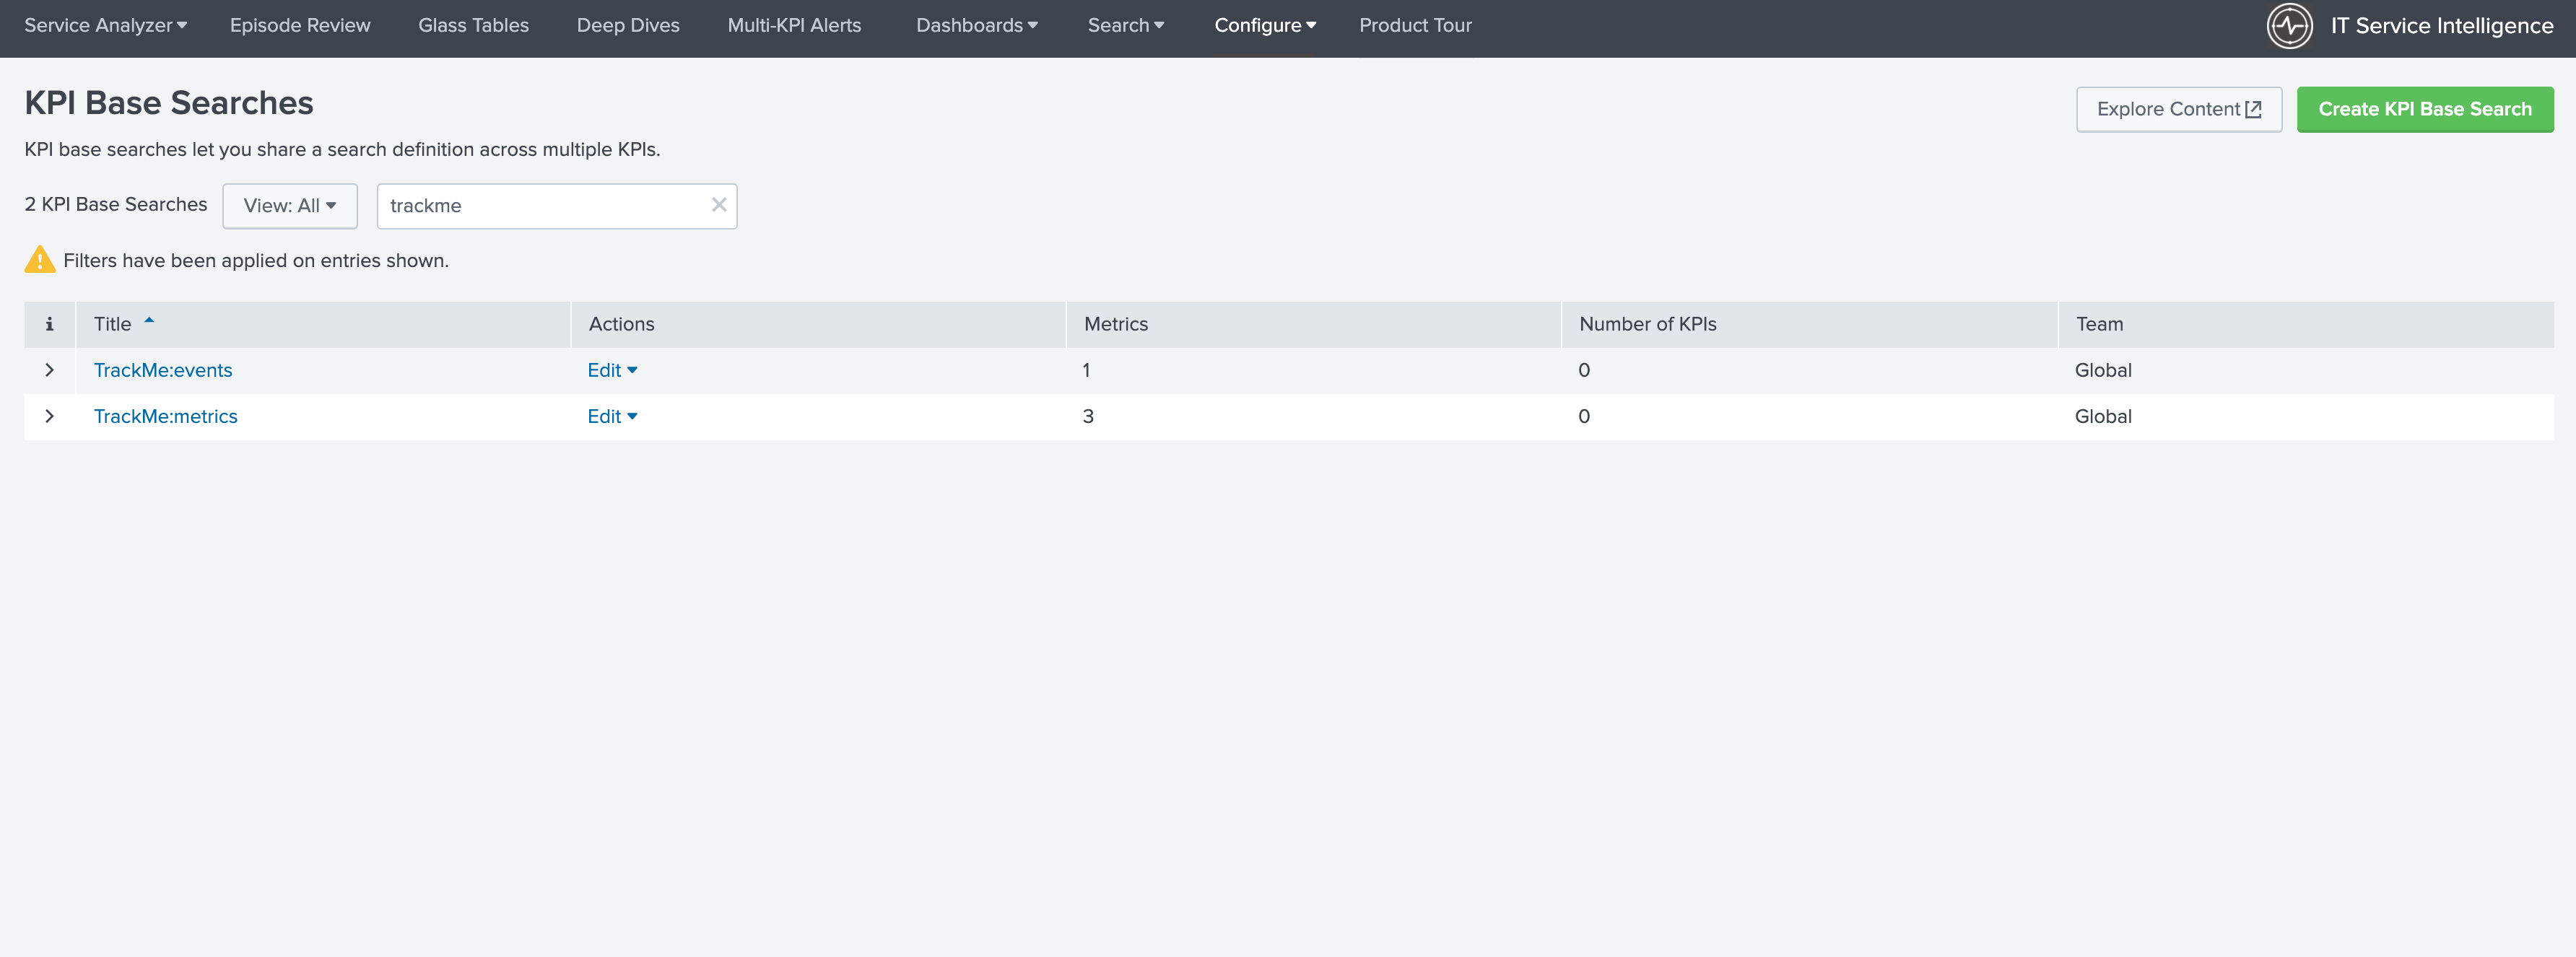 Service Analyzer Episode Review Glass Tables Deep Dives Multi-KPI Alerts Dashboards Search Configure Product Tour IT Service Intelligence
KPI Base Searches
Explore Content Create KPI Base Search
KPI base searches let you share a search definition across multiple KPIs.
2 KPI Base Searches View: All trackme
Filters have been applied on entries shown.
i Title Actions Metrics Number of KPIs Team
TrackMe:events Edit 1 0 Global
TrackMe:metrics Edit 3 0 Global